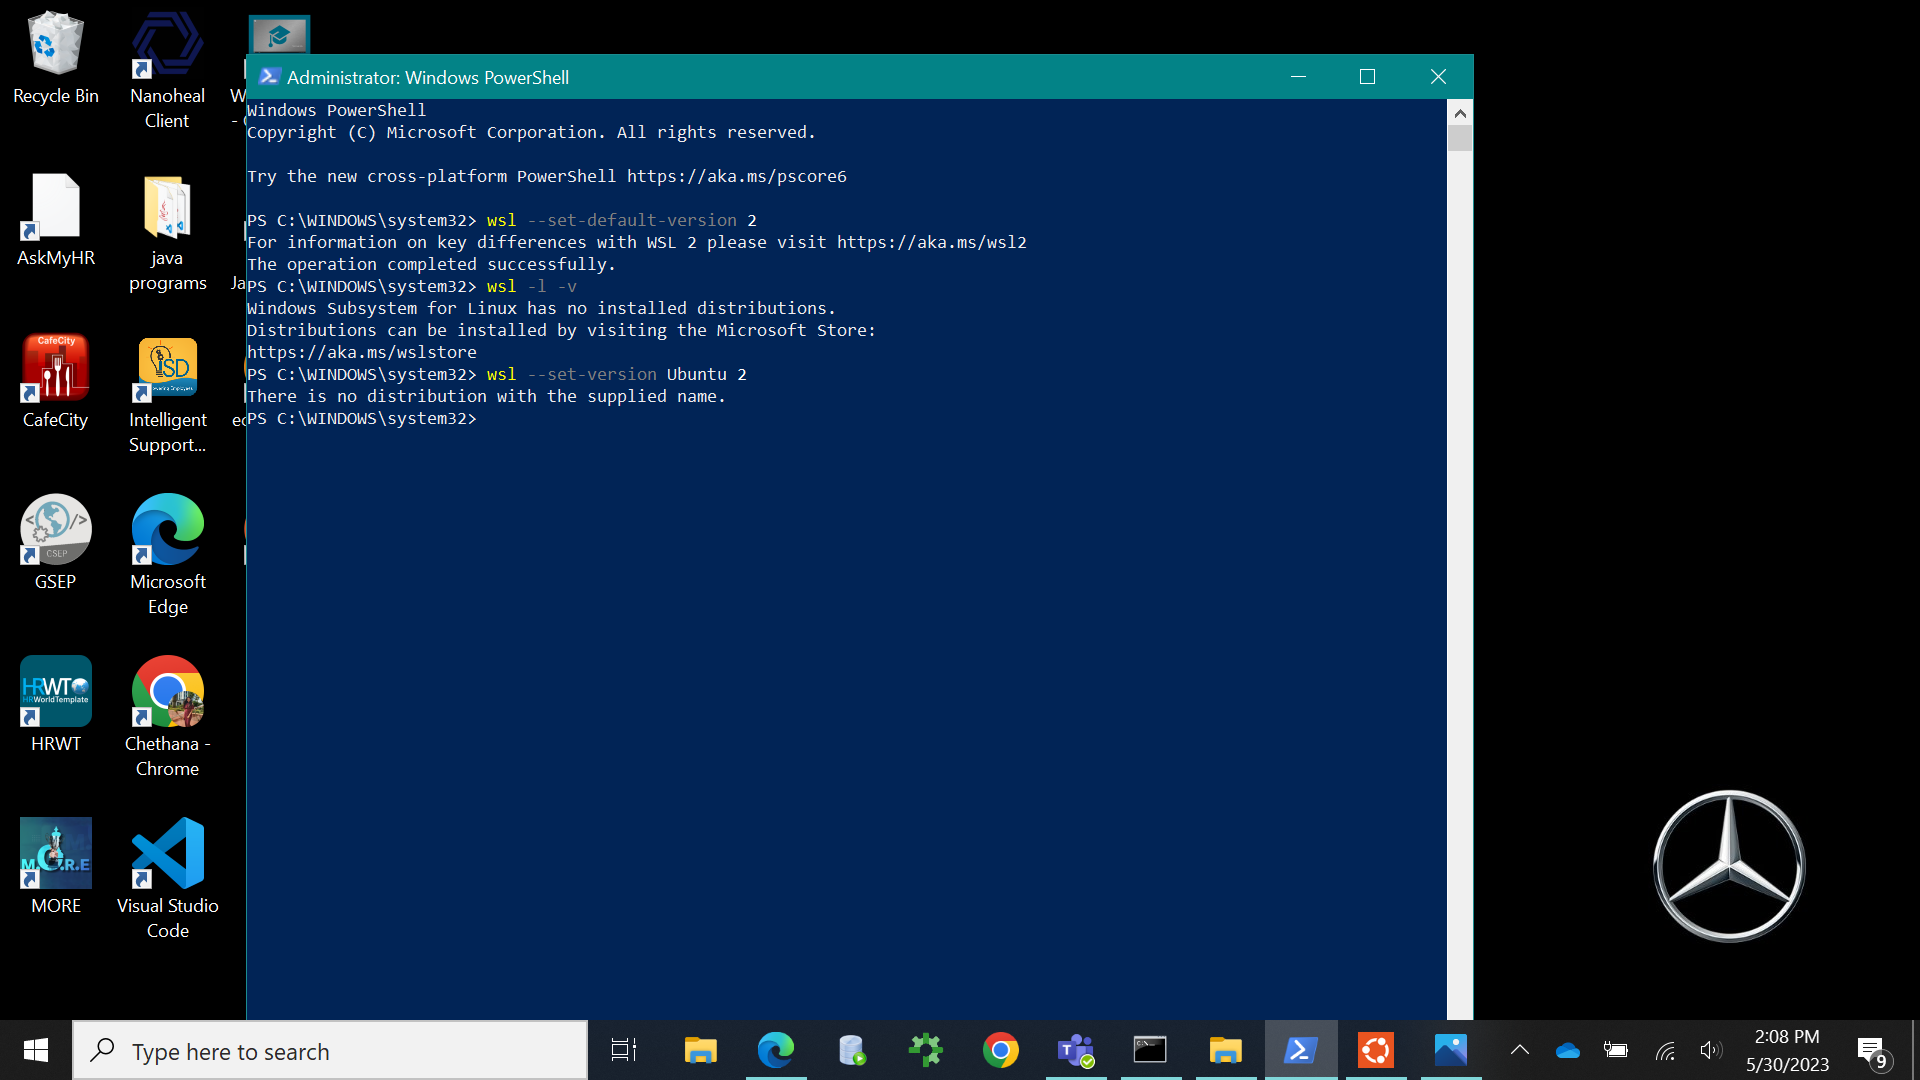 Recycle Bin
Nanoheal
Client
AskMyHR
java
programs
CafeCity
CafeCity
iSD
Intelligent
Support...
CSEP
GSEP
Microsoft
Edge
HRWT
HRWorldTemplate
HRWT
Chethana -
Chrome
M.O.R.E
MORE
Visual Studio
Code
Administrator: Windows PowerShell
Windows PowerShell
Copyright (C) Microsoft Corporation. All rights reserved.
Try the new cross-platform PowerShell https://aka.ms/pscore6
PS C:\WINDOWS\system32> wsl --set-default-version 2
For information on key differences with WSL 2 please visit https://aka.ms/wsl2
The operation completed successfully.
PS C:\WINDOWS\system32> wsl -l -v
Windows Subsystem for Linux has no installed distributions.
Distributions can be installed by visiting the Microsoft Store:
https://aka.ms/wslstore
PS C:\WINDOWS\system32> wsl --set-version Ubuntu 2
There is no distribution with the supplied name.
PS C:\WINDOWS\system32>
Type here to search
2:08 PM
5/30/2023
9